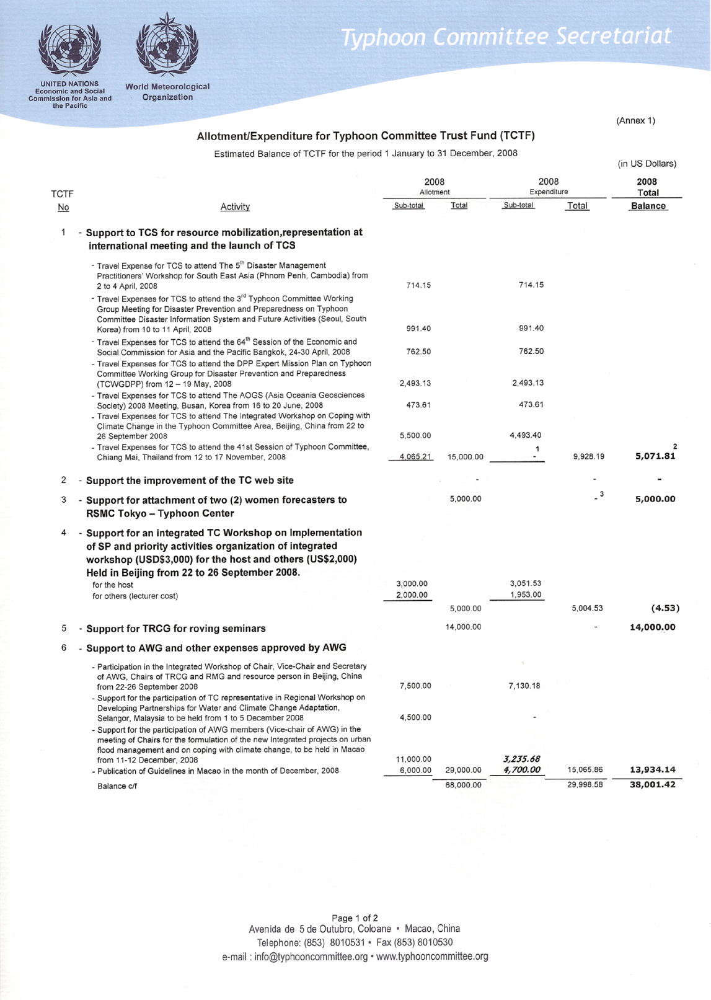 Typhoon Committee Secretariat
UNITED NATIONS
Economic and Social
Commission for Asia and
the Pacific
World Meteorological
Organization
(Annex 1)
Allotment/Expenditure for Typhoon Committee Trust Fund (TCTF)
Estimated Balance of TCTF for the period 1 January to 31 December, 2008
(in US Dollars)
2008 2008 2008
TCTF Allotment Expenditure Total
No Activity Sub-total Total Sub-total Total Balance
1 - Support to TCS for resource mobilization,representation at
international meeting and the launch of TCS
- Travel Expense for TCS to attend The 5th Disaster Management
Practitioners' Workshop for South East Asia (Phnom Penh, Cambodia) from
2 to 4 April, 2008 714.15 714.15
- Travel Expenses for TCS to attend the 3rd Typhoon Committee Working
Group Meeting for Disaster Prevention and Preparedness on Typhoon
Committee Disaster Information System and Future Activities (Seoul, South
Korea) from 10 to 11 April, 2008 991.40 991.40
- Travel Expenses for TCS to attend the 64th Session of the Economic and
Social Commission for Asia and the Pacific Bangkok, 24-30 April, 2008 762.50 762.50
- Travel Expenses for TCS to attend the DPP Expert Mission Plan on Typhoon
Committee Working Group for Disaster Prevention and Preparedness
(TCWGDPP) from 12 – 19 May, 2008 2,493.13 2,493.13
- Travel Expenses for TCS to attend The AOGS (Asia Oceania Geosciences
Society) 2008 Meeting, Busan, Korea from 16 to 20 June, 2008 473.61 473.61
- Travel Expenses for TCS to attend The Integrated Workshop on Coping with
Climate Change in the Typhoon Committee Area, Beijing, China from 22 to
26 September 2008 5,500.00 4,493.40
- Travel Expenses for TCS to attend the 41st Session of Typhoon Committee, 1 2
Chiang Mai, Thailand from 12 to 17 November, 2008 4,065.21 15,000.00 - 9,928.19 5,071.81
2 - Support the improvement of the TC web site - - -
3 - Support for attachment of two (2) women forecasters to 5,000.00 - 3 5,000.00
RSMC Tokyo – Typhoon Center
4 - Support for an integrated TC Workshop on Implementation
of SP and priority activities organization of integrated
workshop (USD$3,000) for the host and others (US$2,000)
Held in Beijing from 22 to 26 September 2008.
for the host 3,000.00 3,051.53
for others (lecturer cost) 2,000.00 1,953.00
5,000.00 5,004.53 (4.53)
5 - Support for TRCG for roving seminars 14,000.00 - 14,000.00
6 - Support to AWG and other expenses approved by AWG
- Participation in the Integrated Workshop of Chair, Vice-Chair and Secretary
of AWG, Chairs of TRCG and RMG and resource person in Beijing, China
from 22-26 September 2008 7,500.00 7,130.18
- Support for the participation of TC representative in Regional Workshop on
Developing Partnerships for Water and Climate Change Adaptation,
Selangor, Malaysia to be held from 1 to 5 December 2008 4,500.00 -
- Support for the participation of AWG members (Vice-chair of AWG) in the
meeting of Chairs for the formulation of the new Integrated projects on urban
flood management and on coping with climate change, to be held in Macao
from 11-12 December, 2008 11,000.00 3,235.68
- Publication of Guidelines in Macao in the month of December, 2008 6,000.00 29,000.00 4,700.00 15,065.86 13,934.14
Balance c/f 68,000.00 29,998.58 38,001.42
Page 1 of 2
Avenida de 5 de Outubro, Coloane • Macao, China
Telephone: (853) 8010531 • Fax (853) 8010530
e-mail : info@typhooncommittee.org • www.typhooncommittee.org